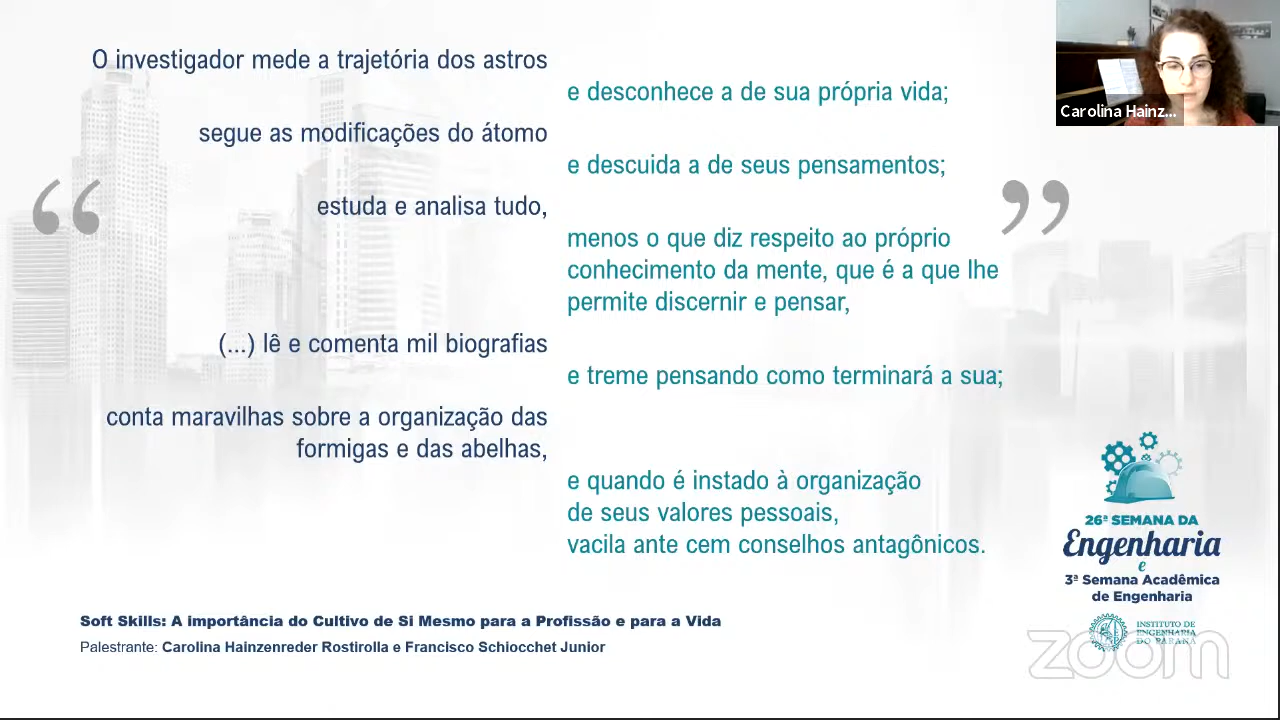 O investigador mede a trajetória dos astros
e desconhece a de sua própria vida;
segue as modificações do átomo
e descuida a de seus pensamentos;
estuda e analisa tudo,
menos o que diz respeito ao próprio
conhecimento da mente, que é a que lhe
permite discernir e pensar,
(...) lê e comenta mil biografias
e treme pensando como terminará a sua;
conta maravilhas sobre a organização das
formigas e das abelhas,
e quando é instado à organização
de seus valores pessoais,
vacila ante cem conselhos antagônicos.
Carolina Hainz...
26ª SEMANA DA
Engenharia
e
3ª Semana Acadêmica
de Engenharia
INSTITUTO DE
ENGENHARIA
DO PARANÁ
zoom
Soft Skills: A importância do Cultivo de Si Mesmo para a Profissão e para a Vida
Palestrante: Carolina Hainzenreder Rostirolla e Francisco Schiocchet Junior